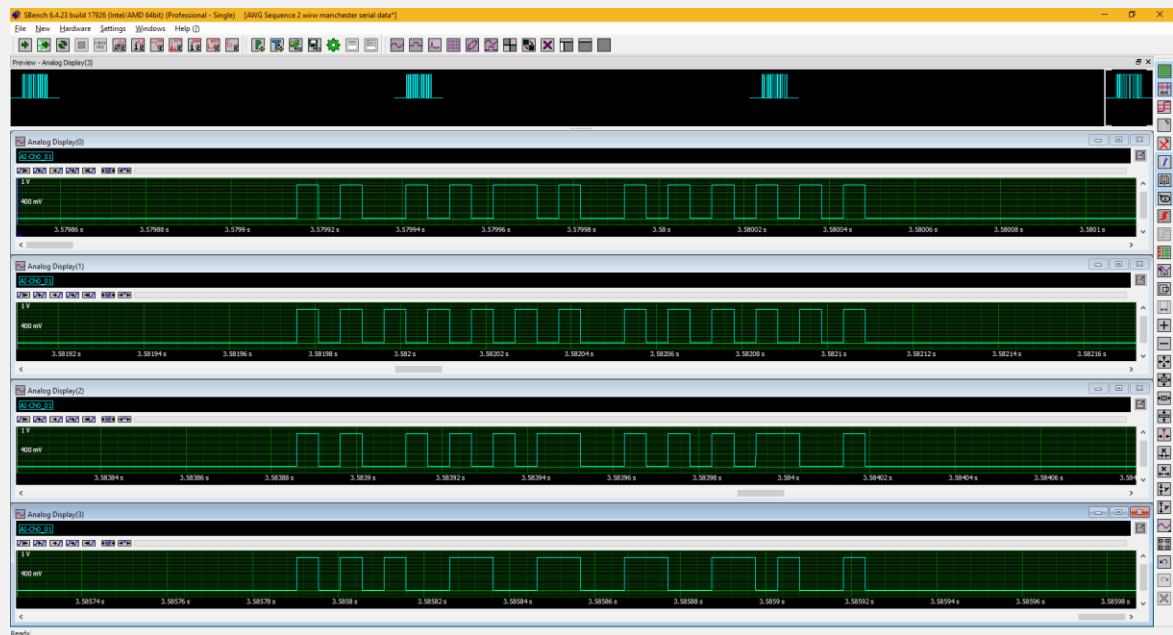 SBench 6.4.23 build 17926 (Intel/AMD 64bit) (Professional - Single) [AWG Sequence 2 wirw manchester serial data*]
File New Hardware Settings Windows Help (?)
Preview - Analog Display(3)
Analog Display(0)
AI-Ch0_01
1 V
400 mV
3.57986 s 3.57988 s 3.5799 s 3.57992 s 3.57994 s 3.57996 s 3.57998 s 3.58 s 3.58002 s 3.58004 s 3.58006 s 3.58008 s 3.5801 s
Analog Display(1)
AI-Ch0_01
1 V
400 mV
3.58192 s 3.58194 s 3.58196 s 3.58198 s 3.582 s 3.58202 s 3.58204 s 3.58206 s 3.58208 s 3.5821 s 3.58212 s 3.58214 s 3.58216 s
Analog Display(2)
AI-Ch0_01
1 V
400 mV
3.58384 s 3.58386 s 3.58388 s 3.5839 s 3.58392 s 3.58394 s 3.58396 s 3.58398 s 3.584 s 3.58402 s 3.58404 s 3.58406 s 3.584
Analog Display(3)
AI-Ch0_01
1 V
400 mV
3.58574 s 3.58576 s 3.58578 s 3.5858 s 3.58582 s 3.58584 s 3.58586 s 3.58588 s 3.5859 s 3.58592 s 3.58594 s 3.58596 s 3.58598 s
Ready